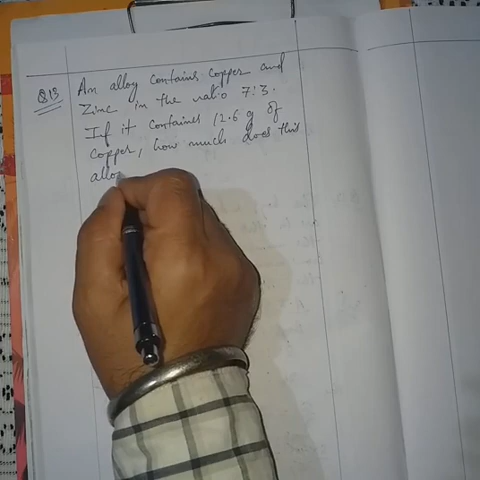 Q13 An alloy contains copper and
Zinc in the ratio 7:3.
If it contains 12.6 g of
copper, how much does this
alloy